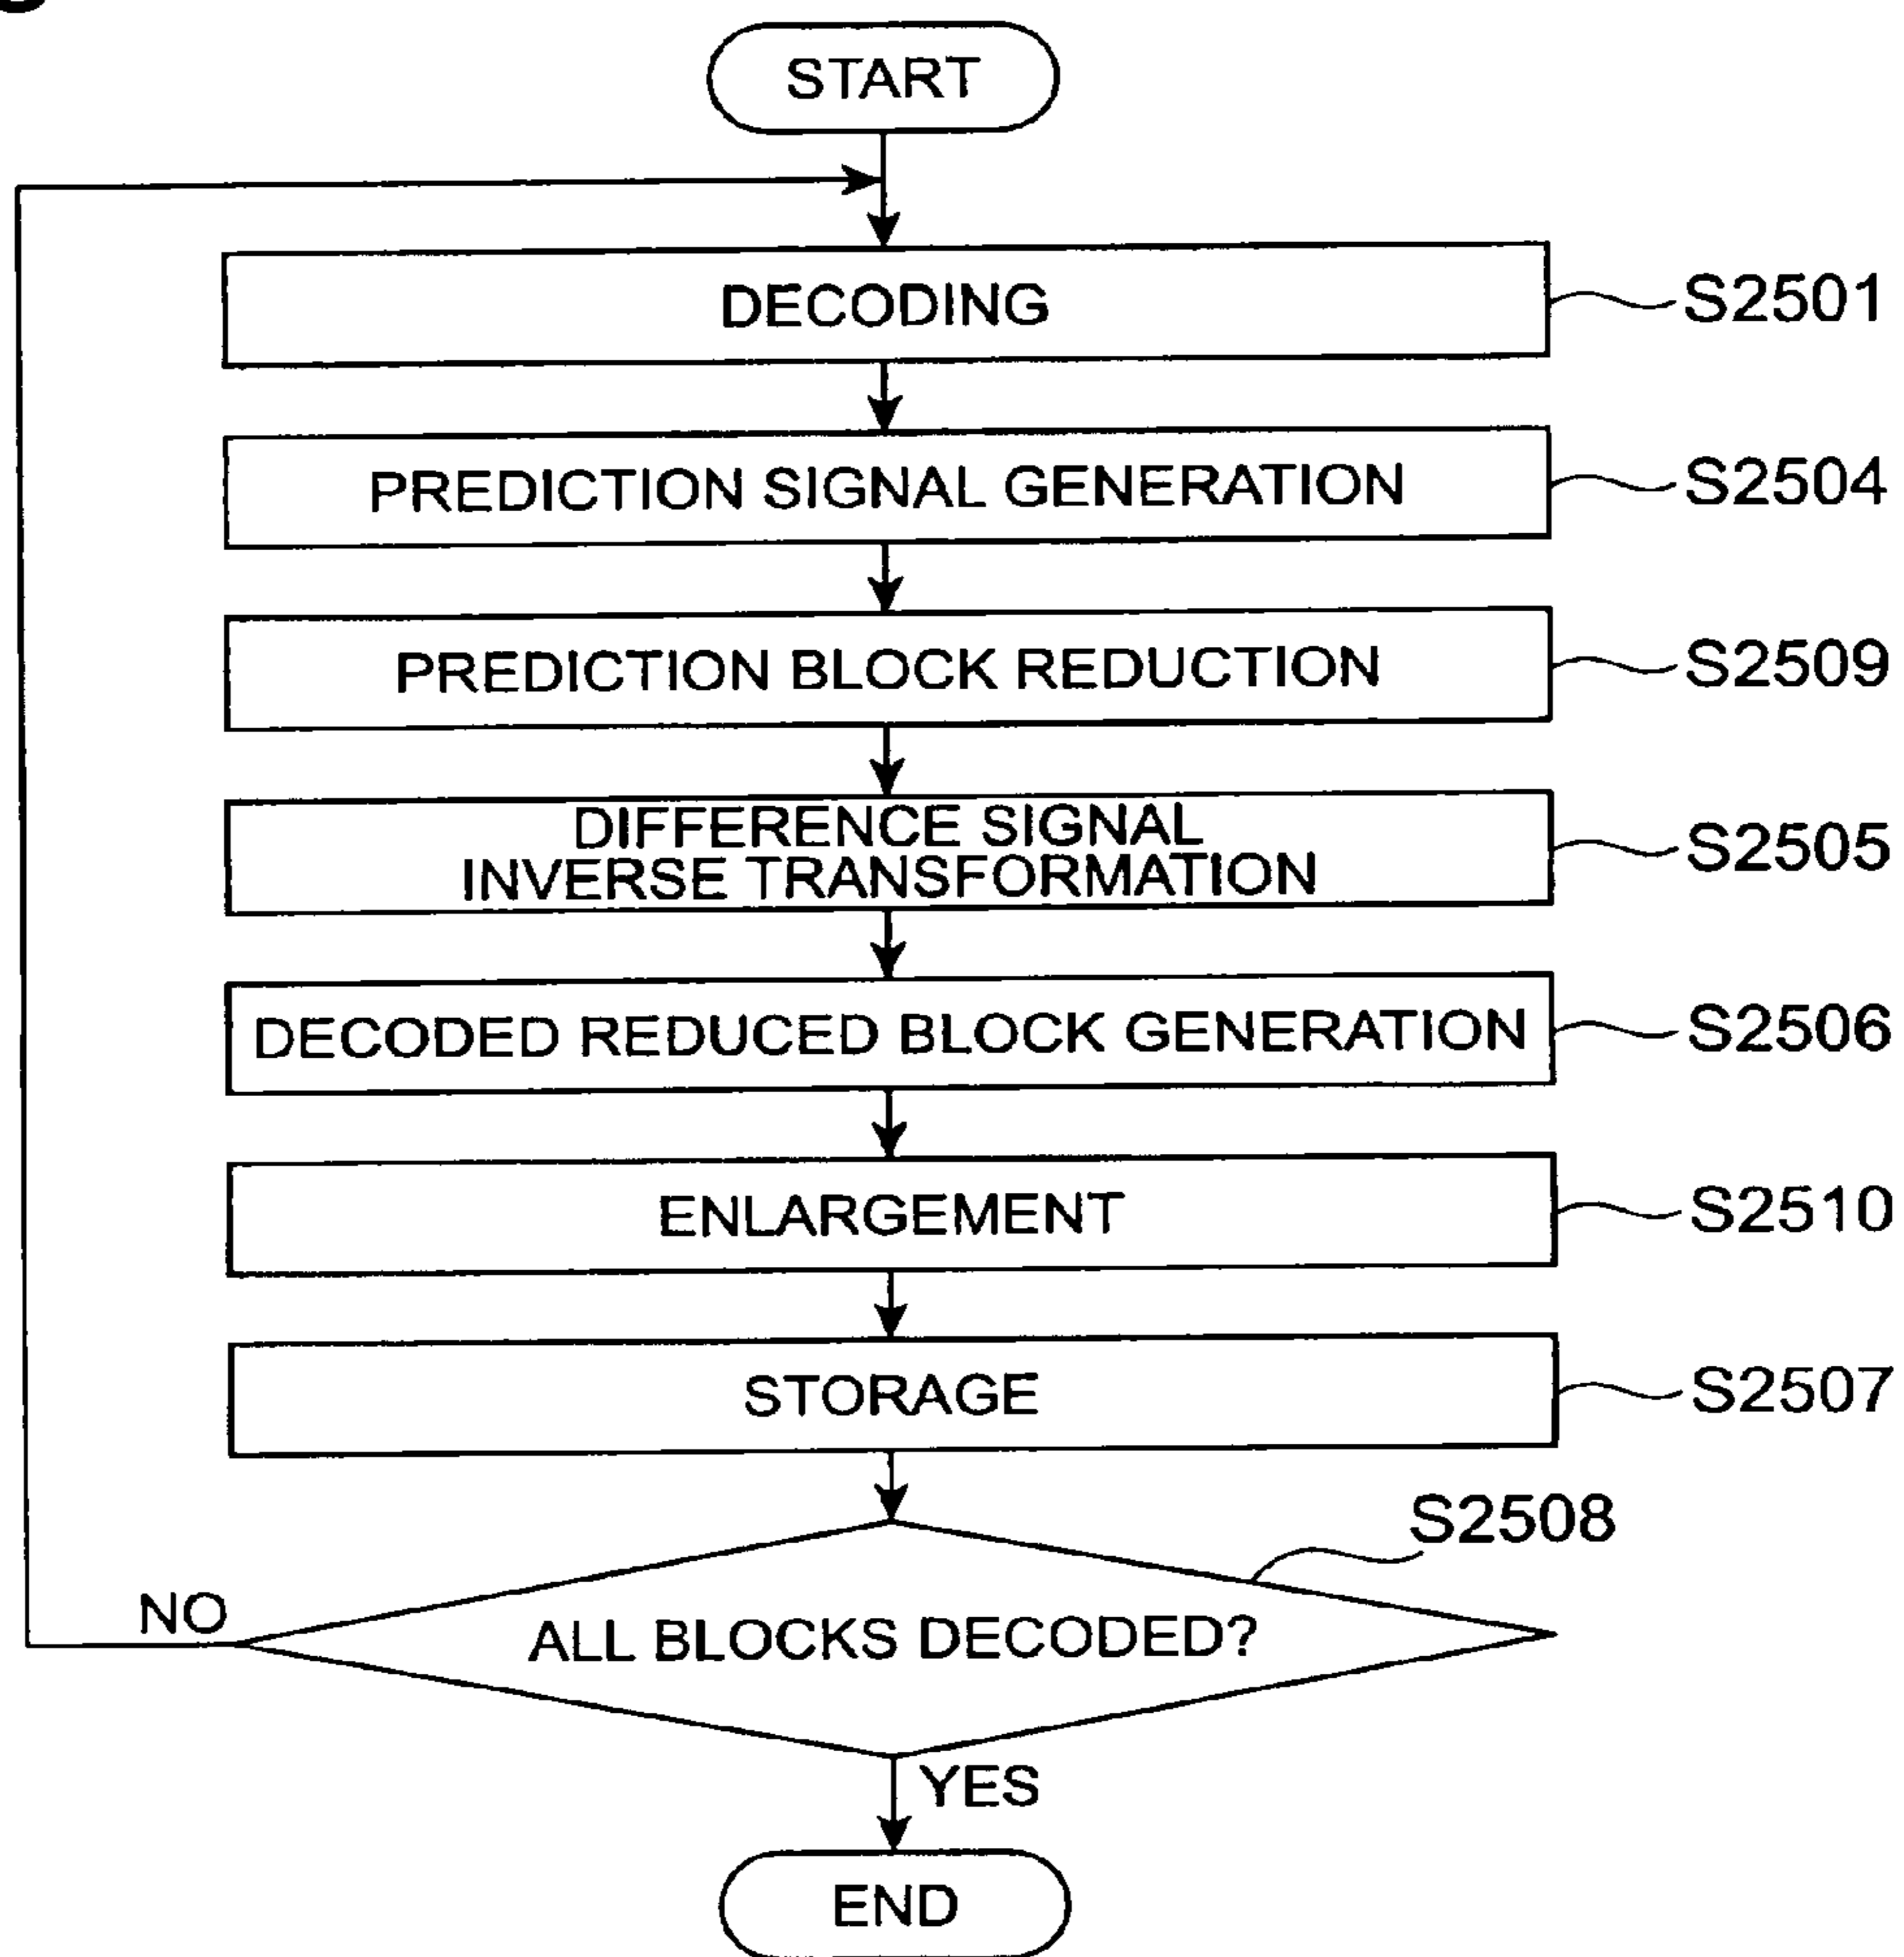 START
DECODING
S2501
PREDICTION SIGNAL GENERATION
S2504
PREDICTION BLOCK REDUCTION
S2509
DIFFERENCE SIGNAL
INVERSE TRANSFORMATION
S2505
DECODED REDUCED BLOCK GENERATION
S2506
ENLARGEMENT
S2510
STORAGE
S2507
S2508
NO
ALL BLOCKS DECODED?
YES
END